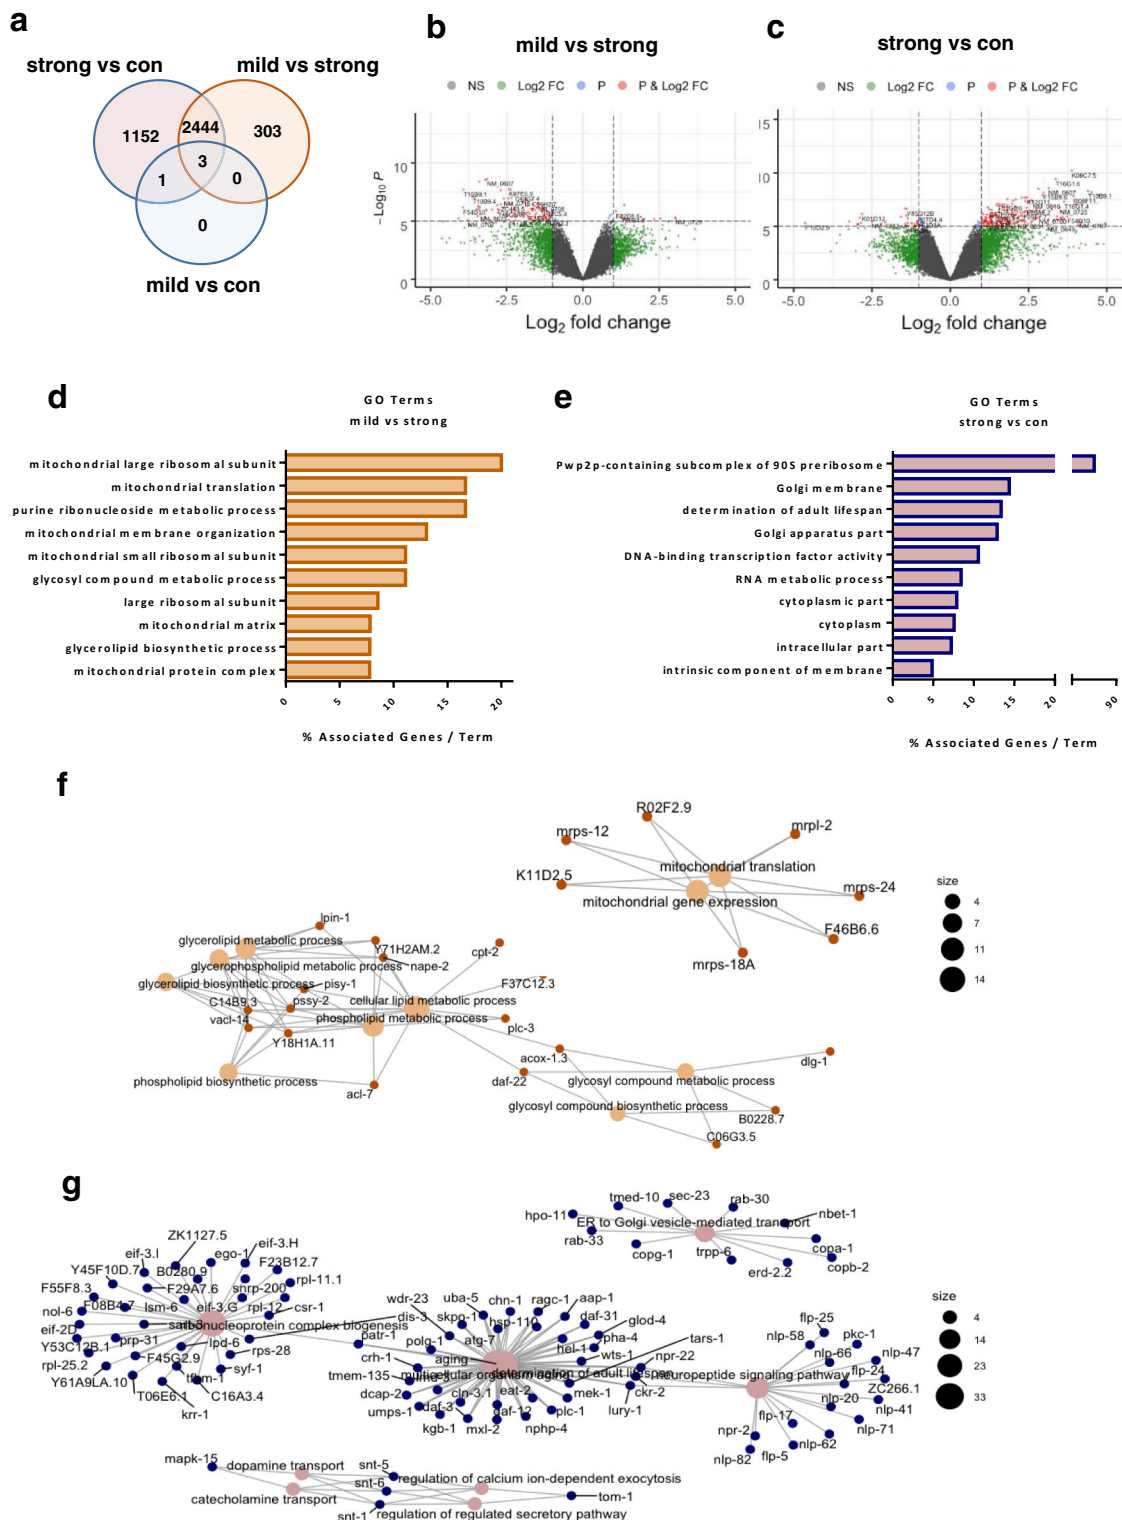 a
strong vs con
mild vs strong
1152
2444
303
3
1
0
0
mild vs con
b
mild vs strong
NS
Log2 FC
P
P & Log2 FC
−Log10 P
10
5
0
-5.0
-2.5
0.0
2.5
5.0
Log2 fold change
c
strong vs con
NS
Log2 FC
P
P & Log2 FC
15
10
5
0
-5.0
-2.5
0.0
2.5
5.0
Log2 fold change
d
GO Terms
mild vs strong
mitochondrial large ribosomal subunit
mitochondrial translation
purine ribonucleoside metabolic process
mitochondrial membrane organization
mitochondrial small ribosomal subunit
glycosyl compound metabolic process
large ribosomal subunit
mitochondrial matrix
glycerolipid biosynthetic process
mitochondrial protein complex
0
5
10
15
20
% Associated Genes / Term
e
GO Terms
strong vs con
Pwp2p-containing subcomplex of 90S preribosome
Golgi membrane
determination of adult lifespan
Golgi apparatus part
DNA-binding transcription factor activity
RNA metabolic process
cytoplasmic part
cytoplasm
intracellular part
intrinsic component of membrane
0
5
10
15
20
90
% Associated Genes / Term
f
R02F2.9
mrps-12
mrpl-2
mitochondrial translation
K11D2.5
mrps-24
mitochondrial gene expression
F46B6.6
mrps-18A
size
4
7
11
14
lpin-1
glycerolipid metabolic process
Y71H2AM.2
cpt-2
glycerophospholipid metabolic process
nape-2
glycerolipid biosynthetic process
pisy-1
F37C12.3
C14B9.3
pssy-2
cellular lipid metabolic process
vacl-14
phospholipid metabolic process
plc-3
Y18H1A.11
acox-1.3
dlg-1
phospholipid biosynthetic process
daf-22
glycosyl compound metabolic process
acl-7
glycosyl compound biosynthetic process
B0228.7
C06G3.5
g
tmed-10
sec-23
rab-30
hpo-11
ER to Golgi vesicle-mediated transport
nbet-1
rab-33
copg-1
trpp-6
copa-1
erd-2.2
copb-2
ZK1127.5
eif-3.I
ego-1
eif-3.H
Y45F10D.7
B0280.9
F23B12.7
F55F8.3
F29A7.6
snrp-200
rpl-11.1
nol-6
F08B4.7
lsm-6
eif-3.G
rpl-12
csr-1
eif-2D
ribonucleoprotein complex biogenesis
Y53C12B.1
prp-31
lpd-6
rps-28
rpl-25.2
F45G2.9
syf-1
Y61A9LA.10
T06E6.1
C16A3.4
krr-1
wdr-23
uba-5
chn-1
ragc-1
aap-1
dis-3
skpo-1
hsp-110
daf-31
glod-4
patr-1
polg-1
atg-7
pha-4
tars-1
hel-1
aging
wts-1
crh-1
npr-22
determination of adult lifespan
tmem-135
multicellular organism aging
dcap-2
cln-3.1
eat-2
mek-1
ckr-2
umps-1
daf-3
daf-12
plc-1
lury-1
kgb-1
mxl-2
nphp-4
flp-25
nlp-58
pkc-1
nlp-66
nlp-47
neuropeptide signaling pathway
flp-24
ZC266.1
nlp-20
nlp-41
flp-17
nlp-71
npr-2
nlp-62
nlp-82
flp-5
size
4
14
23
33
mapk-15
dopamine transport
snt-5
regulation of calcium ion-dependent exocytosis
snt-6
catecholamine transport
tom-1
snt-1
regulation of regulated secretory pathway